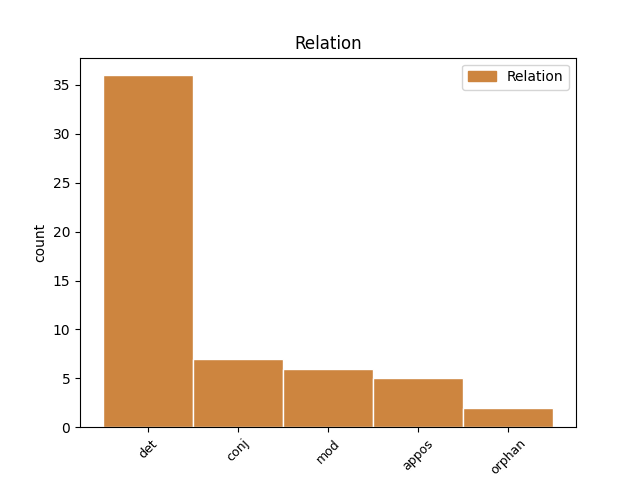 Relation
Relation
count
35
30
25
20
15
10
5
0
det
conj
mod
appos
orphan